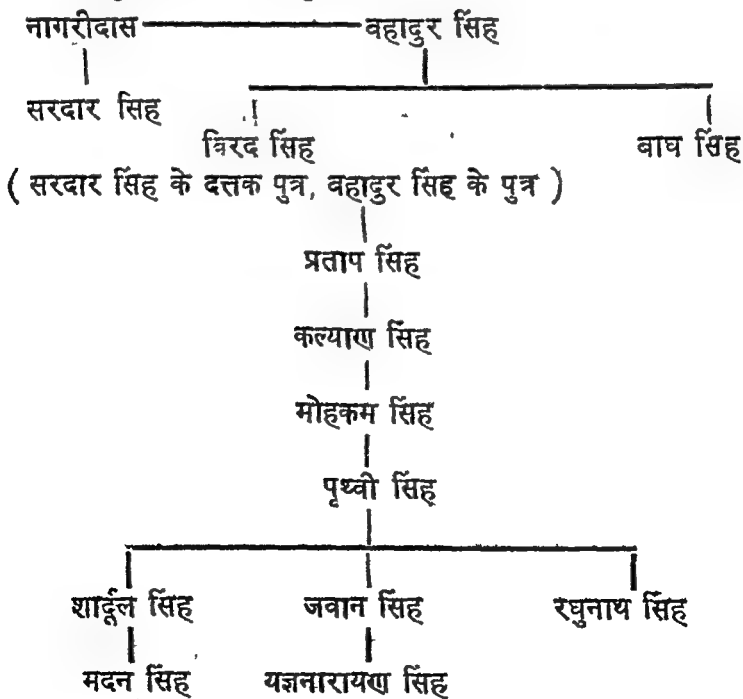 नागरीदास वहादुर सिंह
सरदार सिंह
विरद सिंह वाघ सिंह
( सरदार सिंह के दत्तक पुत्र, वहादुर सिंह के पुत्र )
प्रताप सिंह
कल्याण सिंह
मोहकम सिंह
पृथ्वी सिंह
शार्दूल सिंह जवान सिंह रघुनाथ सिंह
मदन सिंह यज्ञनारायण सिंह